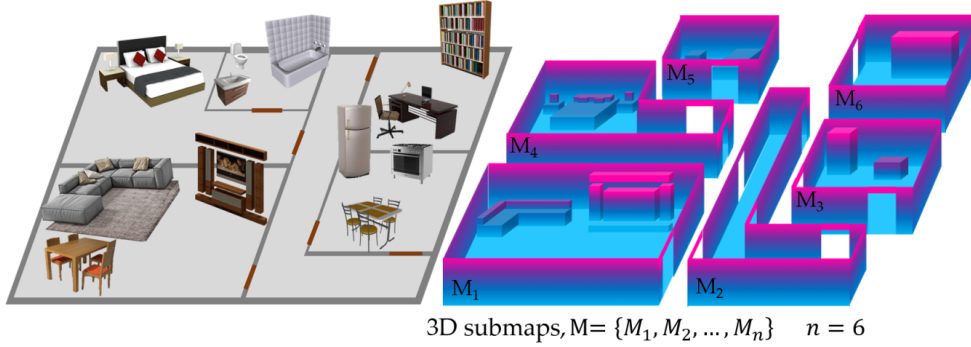 M₅
M₆
M₄
M₃
M₁
M₂
3D submaps, M= {M₁, M₂, ..., Mₙ} n = 6